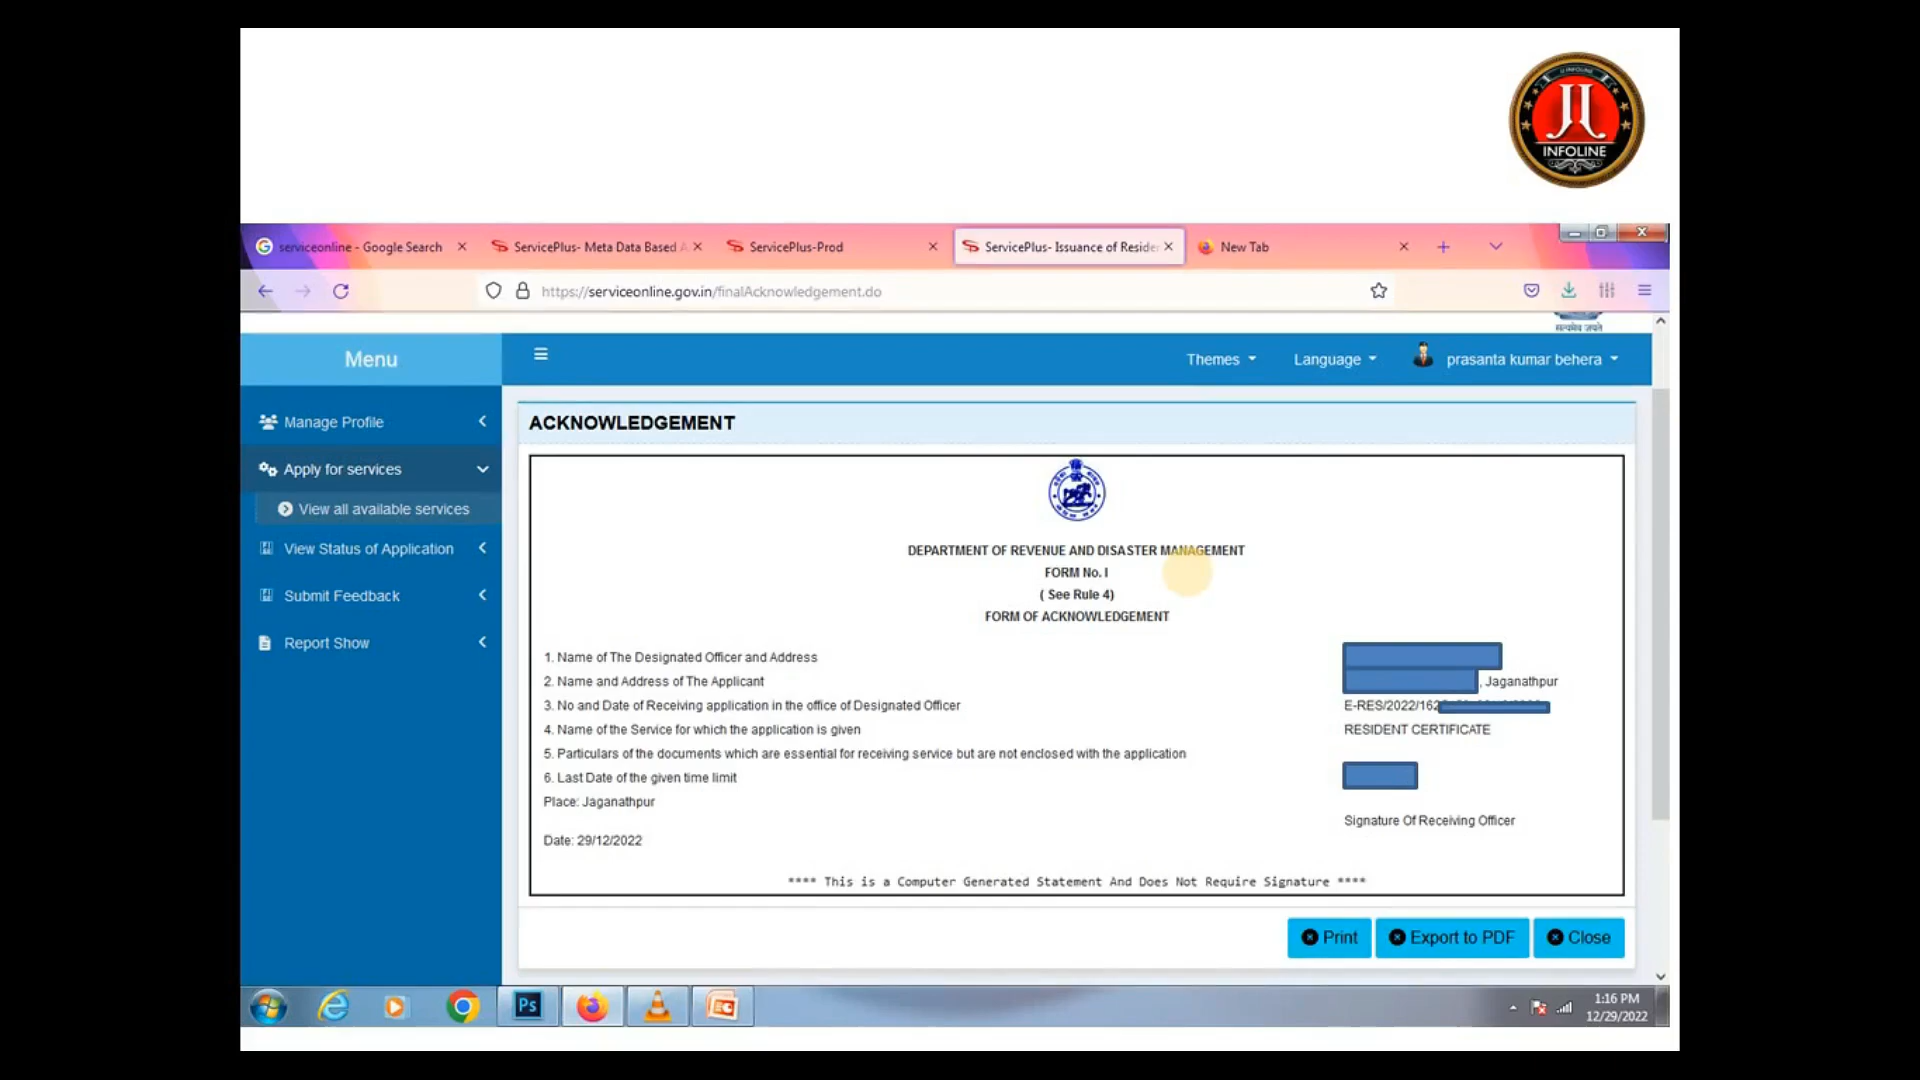 INFOLINE
serviceonline - Google Search
ServicePlus- Meta Data Based A
ServicePlus-Prod
ServicePlus- Issuance of Reside
New Tab
https://serviceonline.gov.in/finalAcknowledgement.do
सत्यमेव जयते
Menu
Themes
Language
prasanta kumar behera
Manage Profile
Apply for services
View all available services
View Status of Application
Submit Feedback
Report Show
ACKNOWLEDGEMENT
DEPARTMENT OF REVENUE AND DISASTER MANAGEMENT
FORM No. I
( See Rule 4)
FORM OF ACKNOWLEDGEMENT
1. Name of The Designated Officer and Address
2. Name and Address of The Applicant , Jaganathpur
3. No and Date of Receiving application in the office of Designated Officer E-RES/2022/162
4. Name of the Service for which the application is given RESIDENT CERTIFICATE
5. Particulars of the documents which are essential for receiving service but are not enclosed with the application
6. Last Date of the given time limit
Place: Jaganathpur
Signature Of Receiving Officer
Date: 29/12/2022
**** This is a Computer Generated Statement And Does Not Require Signature ****
Print
Export to PDF
Close
Ps
1:16 PM
12/29/2022